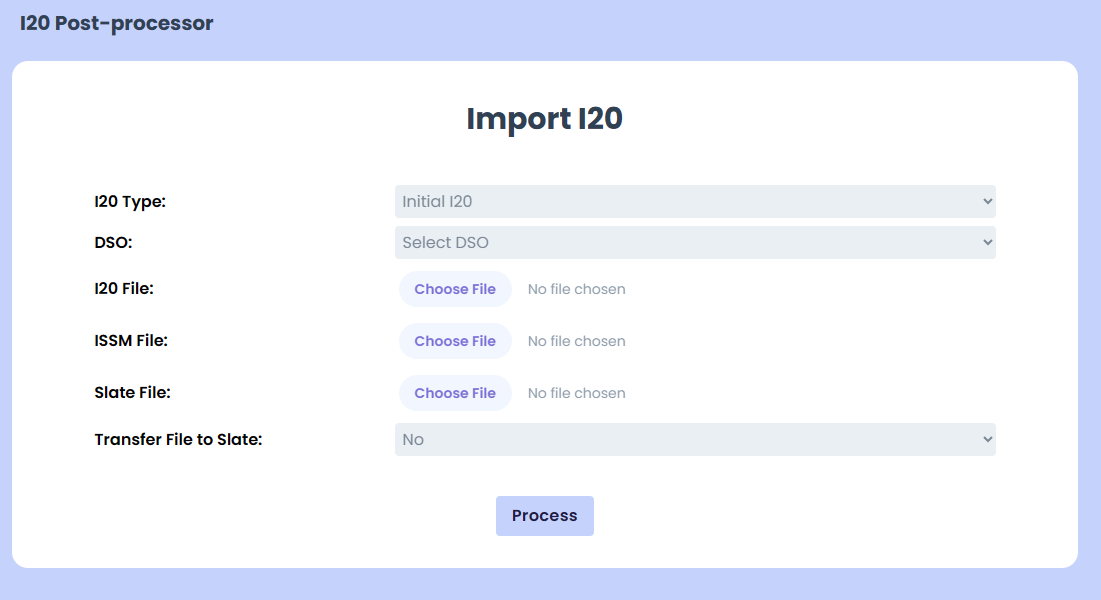 I20 Post-processor
Import I20
I20 Type: Initial I20
DSO: Select DSO
I20 File: Choose File No file chosen
ISSM File: Choose File No file chosen
Slate File: Choose File No file chosen
Transfer File to Slate: No
Process